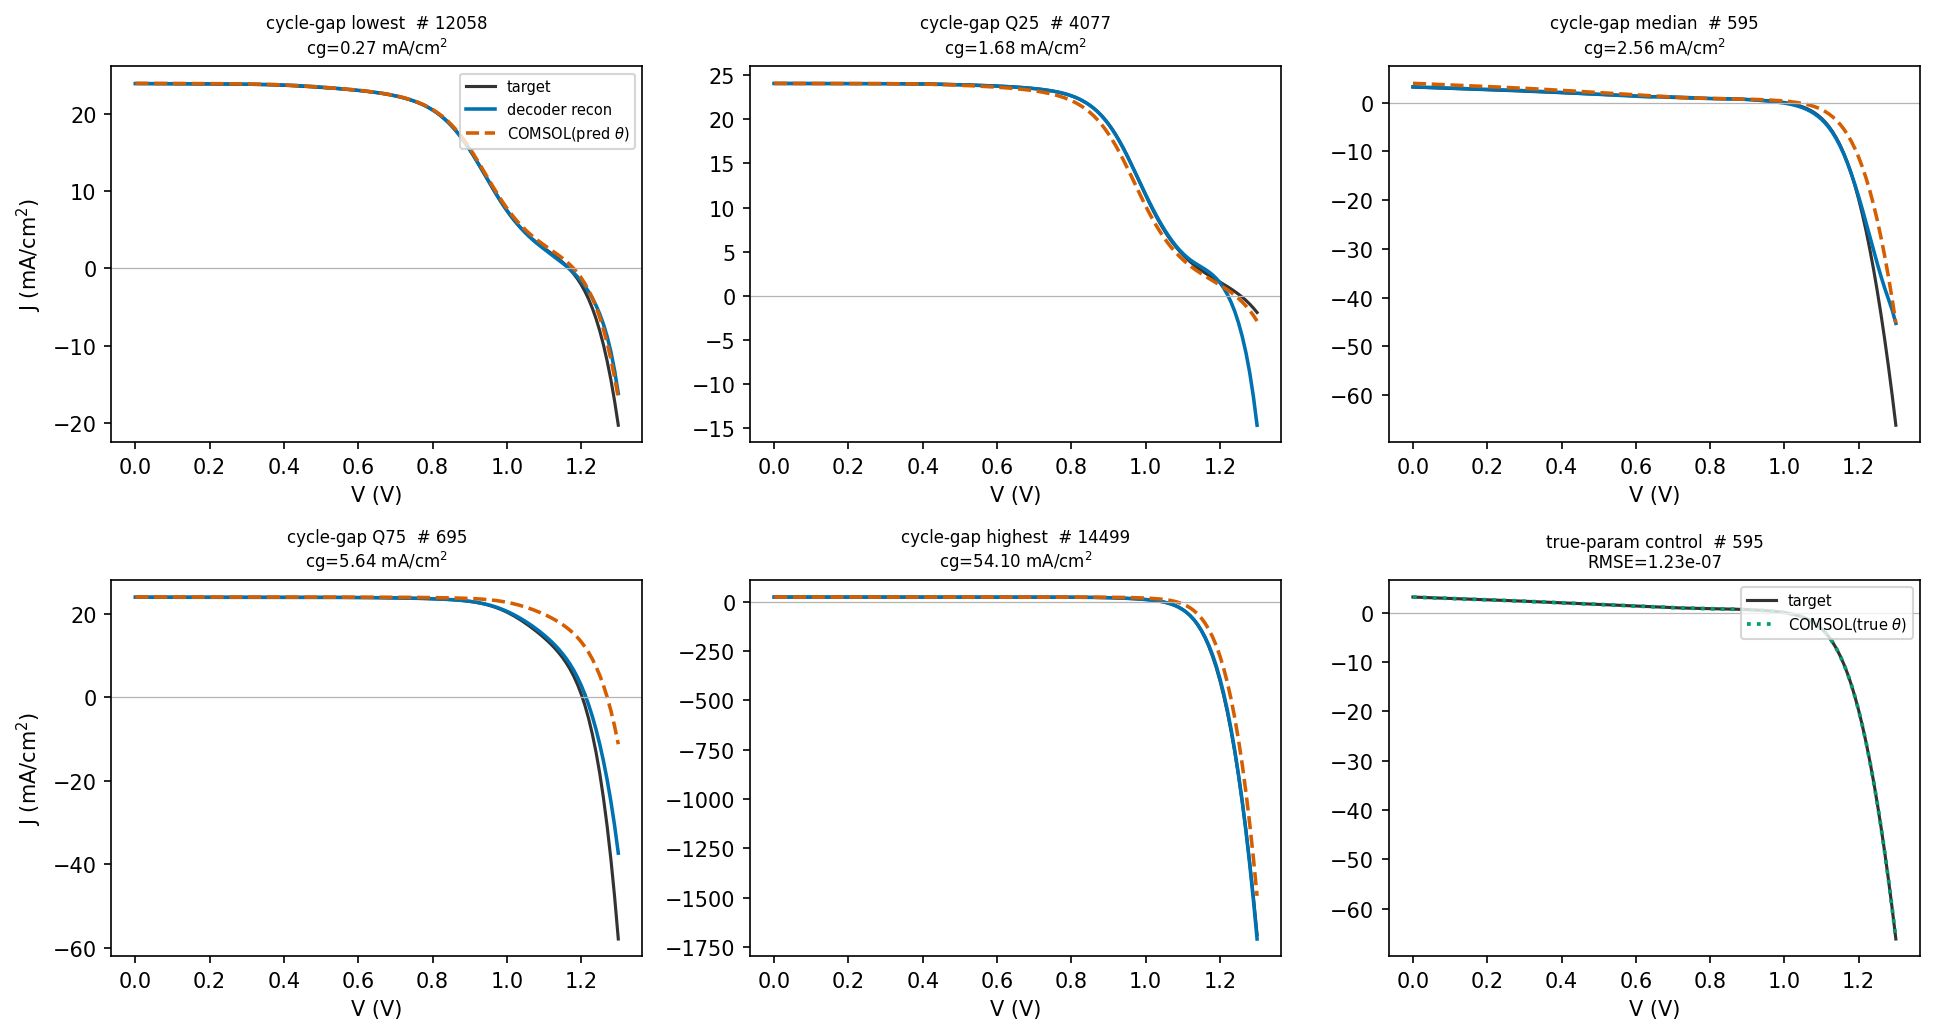 cycle-gap lowest # 12058
cg=0.27 mA/cm²
target
decoder recon
COMSOL(pred θ)
20
10
0
−10
−20
J (mA/cm²)
0.0 0.2 0.4 0.6 0.8 1.0 1.2
V (V)
cycle-gap Q25 # 4077
cg=1.68 mA/cm²
25
20
15
10
5
0
−5
−10
−15
0.0 0.2 0.4 0.6 0.8 1.0 1.2
V (V)
cycle-gap median # 595
cg=2.56 mA/cm²
0
−10
−20
−30
−40
−50
−60
0.0 0.2 0.4 0.6 0.8 1.0 1.2
V (V)
cycle-gap Q75 # 695
cg=5.64 mA/cm²
20
0
−20
−40
−60
J (mA/cm²)
0.0 0.2 0.4 0.6 0.8 1.0 1.2
V (V)
cycle-gap highest # 14499
cg=54.10 mA/cm²
0
−250
−500
−750
−1000
−1250
−1500
−1750
0.0 0.2 0.4 0.6 0.8 1.0 1.2
V (V)
true-param control # 595
RMSE=1.23e-07
target
COMSOL(true θ)
0
−10
−20
−30
−40
−50
−60
0.0 0.2 0.4 0.6 0.8 1.0 1.2
V (V)